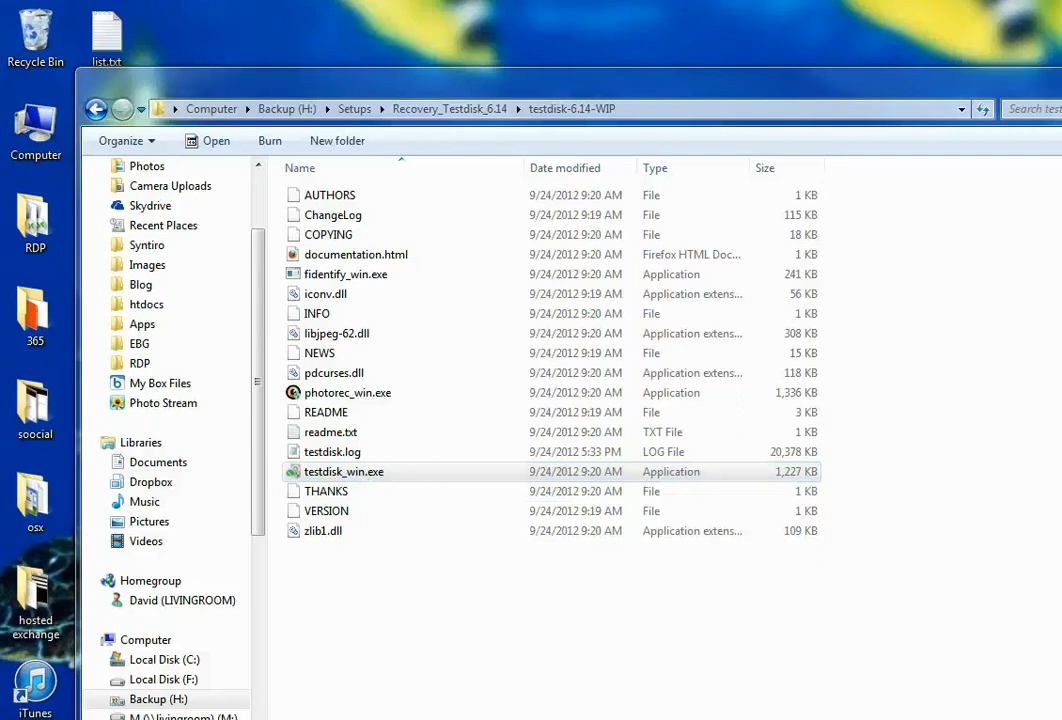 Recycle Bin
list.txt
Computer
RDP
365
soocial
osx
hosted
exchange
iTunes
Computer Backup (H:) Setups Recovery_Testdisk_6.14 testdisk-6.14-WIP
Search test
Organize Open Burn New folder
Photos
Camera Uploads
Skydrive
Recent Places
Syntiro
Images
Blog
htdocs
Apps
EBG
RDP
My Box Files
Photo Stream
Libraries
Documents
Dropbox
Music
Pictures
Videos
Homegroup
David (LIVINGROOM)
Computer
Local Disk (C:)
Local Disk (F:)
Backup (H:)
M (\\livingroom) (M:)
Name Date modified Type Size
AUTHORS 9/24/2012 9:20 AM File 1 KB
ChangeLog 9/24/2012 9:19 AM File 115 KB
COPYING 9/24/2012 9:20 AM File 18 KB
documentation.html 9/24/2012 9:20 AM Firefox HTML Doc... 1 KB
fidentify_win.exe 9/24/2012 9:20 AM Application 241 KB
iconv.dll 9/24/2012 9:20 AM Application extens... 56 KB
INFO 9/24/2012 9:19 AM File 1 KB
libjpeg-62.dll 9/24/2012 9:20 AM Application extens... 308 KB
NEWS 9/24/2012 9:19 AM File 15 KB
pdcurses.dll 9/24/2012 9:20 AM Application extens... 118 KB
photorec_win.exe 9/24/2012 9:20 AM Application 1,336 KB
README 9/24/2012 9:19 AM File 3 KB
readme.txt 9/24/2012 9:20 AM TXT File 1 KB
testdisk.log 9/24/2012 5:33 PM LOG File 20,378 KB
testdisk_win.exe 9/24/2012 9:20 AM Application 1,227 KB
THANKS 9/24/2012 9:20 AM File 1 KB
VERSION 9/24/2012 9:20 AM File 1 KB
zlib1.dll 9/24/2012 9:20 AM Application extens... 109 KB